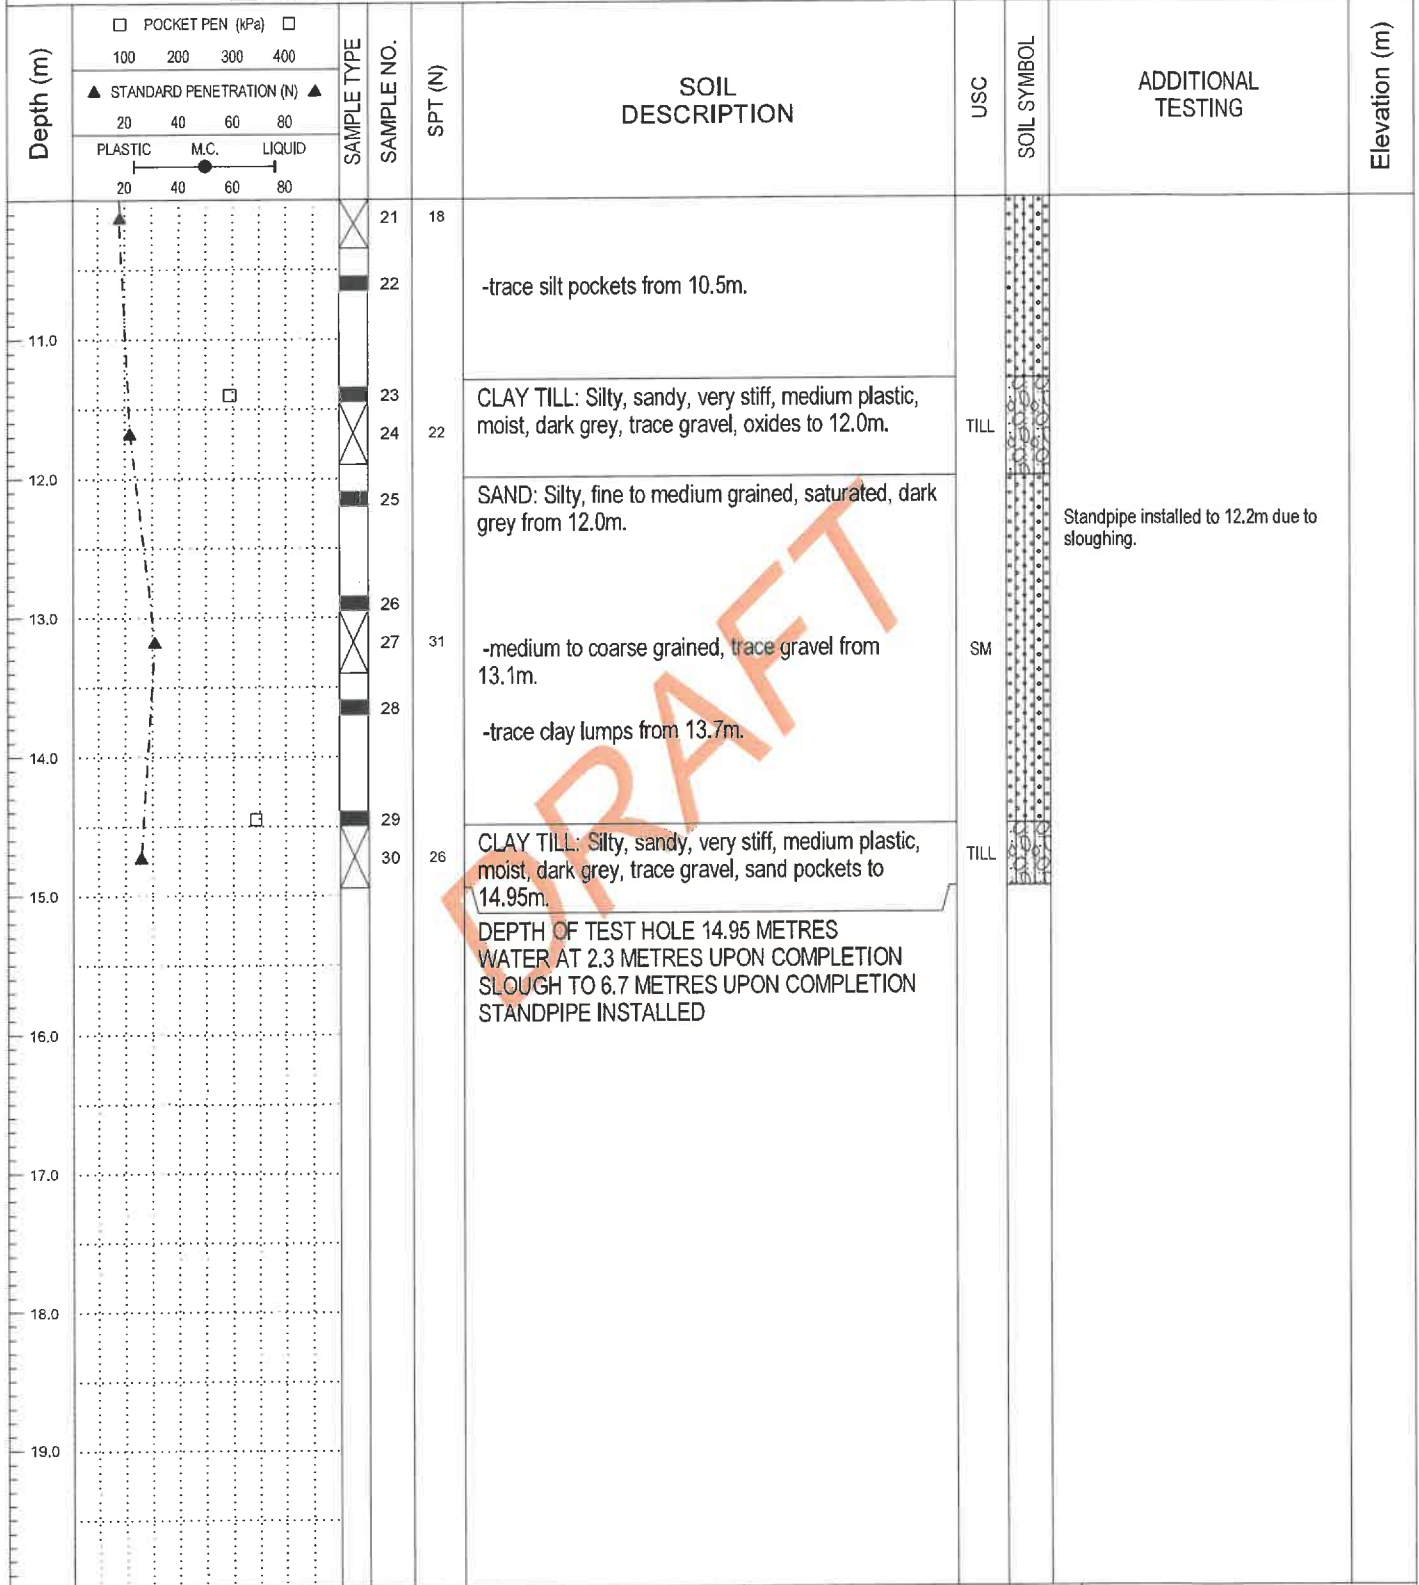 Depth (m)
□ POCKET PEN (kPa) □
100 200 300 400
▲ STANDARD PENETRATION (N) ▲
20 40 60 80
PLASTIC M.C. LIQUID
20 40 60 80
SAMPLE TYPE
SAMPLE NO.
SPT (N)
SOIL
DESCRIPTION
USC
SOIL SYMBOL
ADDITIONAL
TESTING
Elevation (m)
21 18
22 -trace silt pockets from 10.5m.
11.0
23 CLAY TILL: Silty, sandy, very stiff, medium plastic,
24 22 moist, dark grey, trace gravel, oxides to 12.0m. TILL
12.0
25 SAND: Silty, fine to medium grained, saturated, dark
grey from 12.0m.
Standpipe installed to 12.2m due to
sloughing.
26
13.0
27 31 -medium to coarse grained, trace gravel from SM
13.1m.
28
-trace clay lumps from 13.7m.
14.0
29
CLAY TILL: Silty, sandy, very stiff, medium plastic,
30 26 moist, dark grey, trace gravel, sand pockets to TILL
14.95m.
15.0
DEPTH OF TEST HOLE 14.95 METRES
WATER AT 2.3 METRES UPON COMPLETION
SLOUGH TO 6.7 METRES UPON COMPLETION
STANDPIPE INSTALLED
16.0
17.0
18.0
19.0
DRAFT